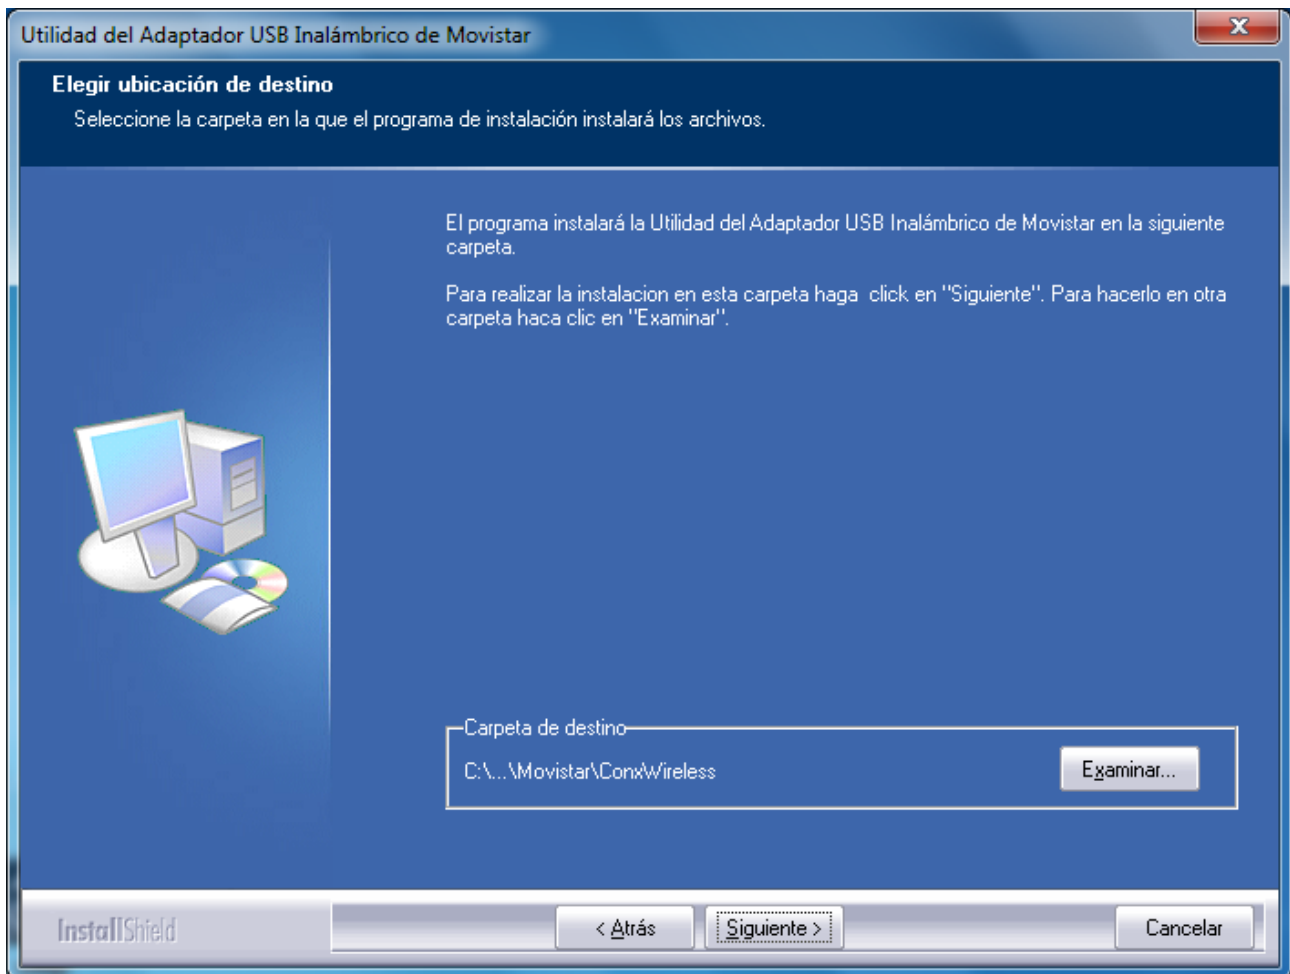 Utilidad del Adaptador USB Inalámbrico de Movistar
X
Elegir ubicación de destino
Seleccione la carpeta en la que el programa de instalación instalará los archivos.
El programa instalará la Utilidad del Adaptador USB Inalámbrico de Movistar en la siguiente
carpeta.
Para realizar la instalacion en esta carpeta haga  click en "Siguiente". Para hacerlo en otra
carpeta haca clic en "Examinar".
Carpeta de destino
C:\...\Movistar\ConxWireless
Examinar...
InstallShield
< Atrás
Siguiente >
Cancelar